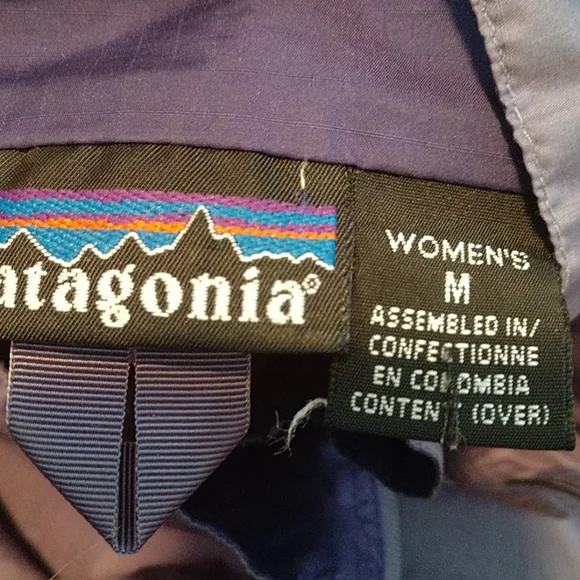 atagonia®
WOMEN'S
M
ASSEMBLED IN/
CONFECTIONNE
EN COLOMBIA
CONTENT (OVER)